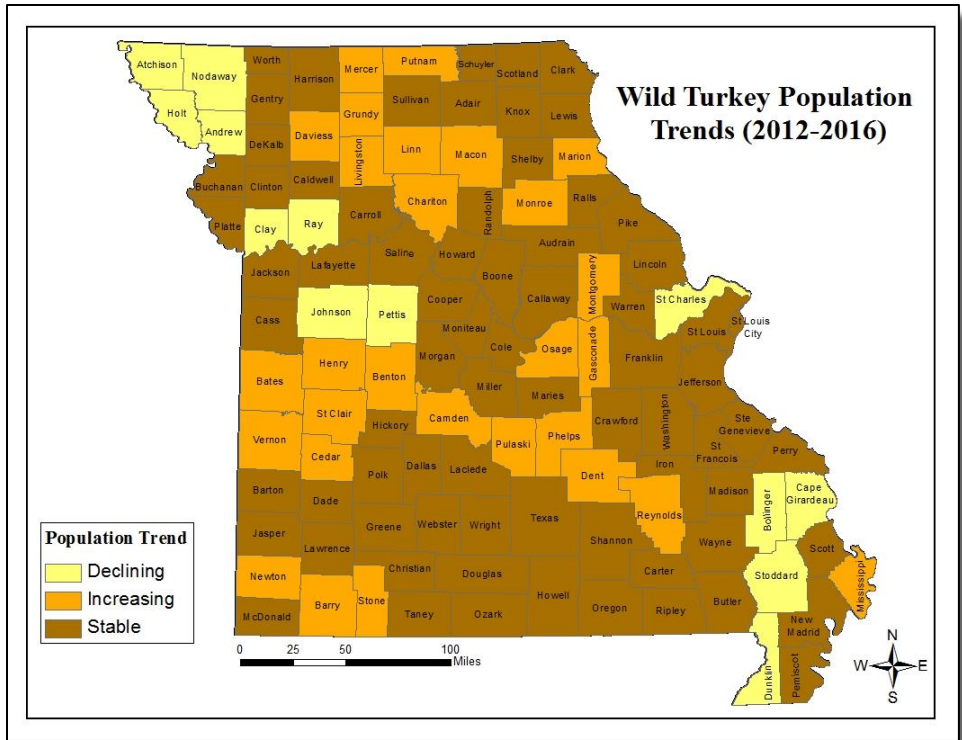 Wild Turkey Population
Trends (2012-2016)
Atchison
Nodaway
Worth
Harrison
Mercer
Putnam
Schuyler
Scotland
Clark
Holt
Andrew
Gentry
DeKalb
Daviess
Grundy
Sullivan
Adair
Knox
Lewis
Livingston
Linn
Macon
Shelby
Marion
Buchanan
Clinton
Caldwell
Chariton
Randolph
Monroe
Ralls
Platte
Clay
Ray
Carroll
Pike
Audrain
Saline
Howard
Boone
Jackson
Lafayette
Callaway
Montgomery
Lincoln
Warren
St Charles
St Louis
St Louis
City
Cass
Johnson
Pettis
Cooper
Moniteau
Cole
Osage
Gasconade
Franklin
Jefferson
Bates
Henry
Benton
Morgan
Miller
Maries
St Clair
Hickory
Camden
Pulaski
Phelps
Crawford
Washington
Ste
Genevieve
St
Francois
Perry
Vernon
Cedar
Polk
Dallas
Laclede
Dent
Iron
Madison
Bollinger
Cape
Girardeau
Barton
Dade
Reynolds
Jasper
Greene
Webster
Wright
Texas
Shannon
Wayne
Scott
Lawrence
Christian
Douglas
Carter
Stoddard
Mississippi
Newton
Barry
Stone
McDonald
Taney
Ozark
Howell
Oregon
Ripley
Butler
New
Madrid
Dunklin
Pemiscot
Population Trend
Declining
Increasing
Stable
0 25 50 100
Miles
N
W E
S